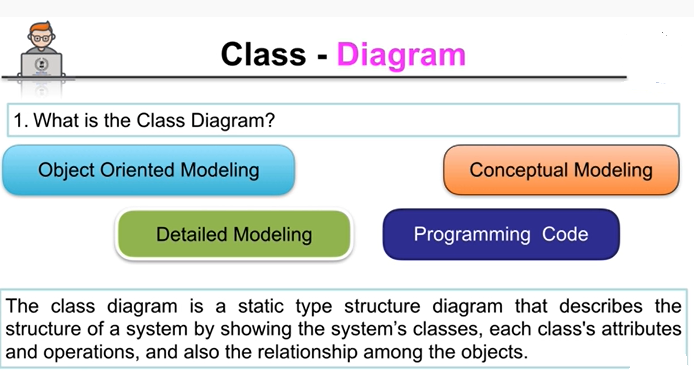 Class - Diagram
1. What is the Class Diagram?
Object Oriented Modeling
Conceptual Modeling
Detailed Modeling
Programming Code
The class diagram is a static type structure diagram that describes the
structure of a system by showing the system’s classes, each class's attributes
and operations, and also the relationship among the objects.